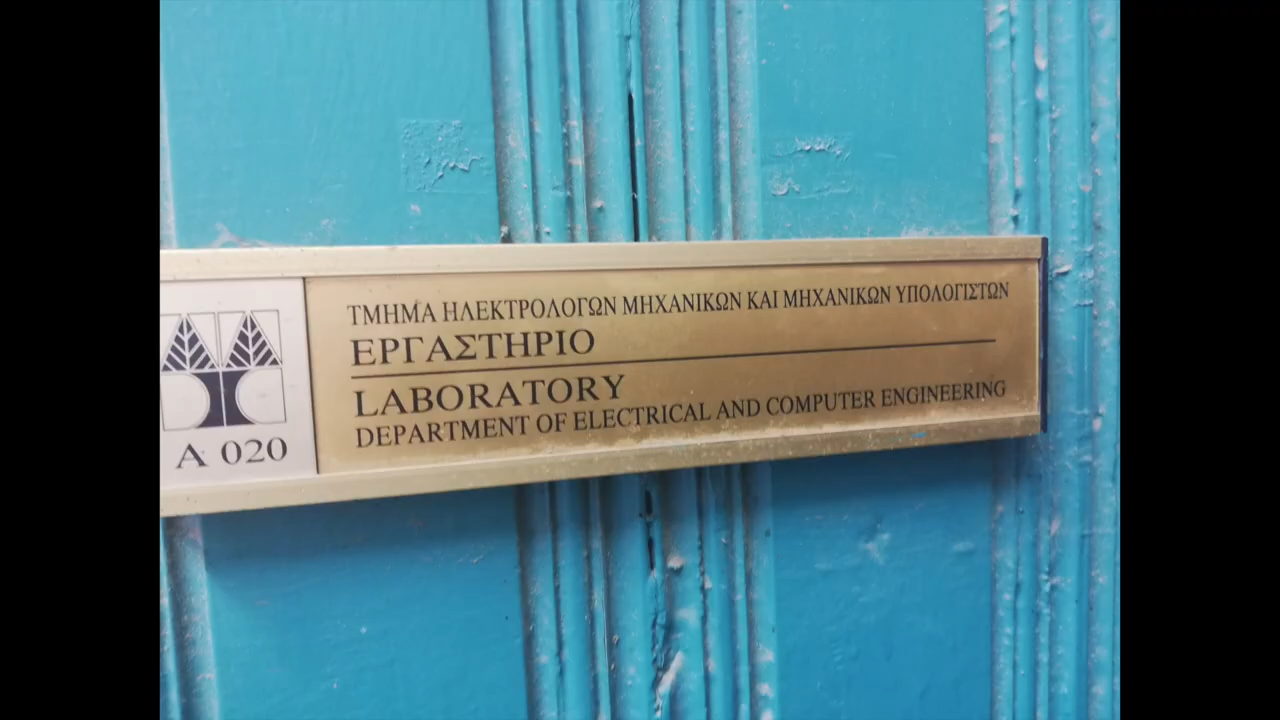 ΤΜΗΜΑ ΗΛΕΚΤΡΟΛΟΓΩΝ ΜΗΧΑΝΙΚΩΝ ΚΑΙ ΜΗΧΑΝΙΚΩΝ ΥΠΟΛΟΓΙΣΤΩΝ
ΕΡΓΑΣΤΗΡΙΟ
LABORATORY
DEPARTMENT OF ELECTRICAL AND COMPUTER ENGINEERING
A 020